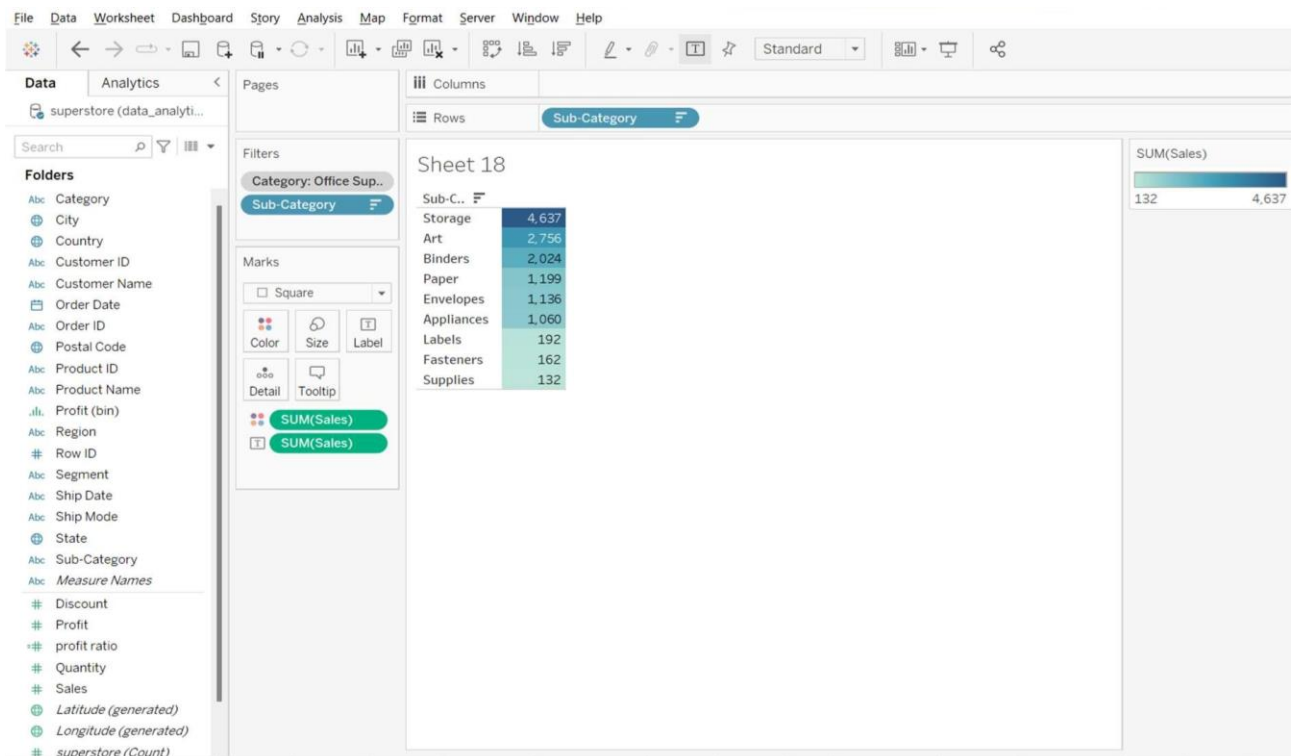 File Data Worksheet Dashboard Story Analysis Map Format Server Window Help
Standard
Data Analytics
superstore (data_analyti...
Search
Folders
Abc Category
City
Country
Abc Customer ID
Abc Customer Name
Order Date
Abc Order ID
Postal Code
Abc Product ID
Abc Product Name
Profit (bin)
Abc Region
# Row ID
Abc Segment
Abc Ship Date
Abc Ship Mode
State
Abc Sub-Category
Abc Measure Names
# Discount
# Profit
=# profit ratio
# Quantity
# Sales
Latitude (generated)
Longitude (generated)
# superstore (Count)
Pages
Filters
Category: Office Sup..
Sub-Category
Marks
Square
Color Size Label
Detail Tooltip
SUM(Sales)
SUM(Sales)
Columns
Rows Sub-Category
Sheet 18
Sub-C..
Storage 4,637
Art 2,756
Binders 2,024
Paper 1,199
Envelopes 1,136
Appliances 1,060
Labels 192
Fasteners 162
Supplies 132
SUM(Sales)
132 4,637